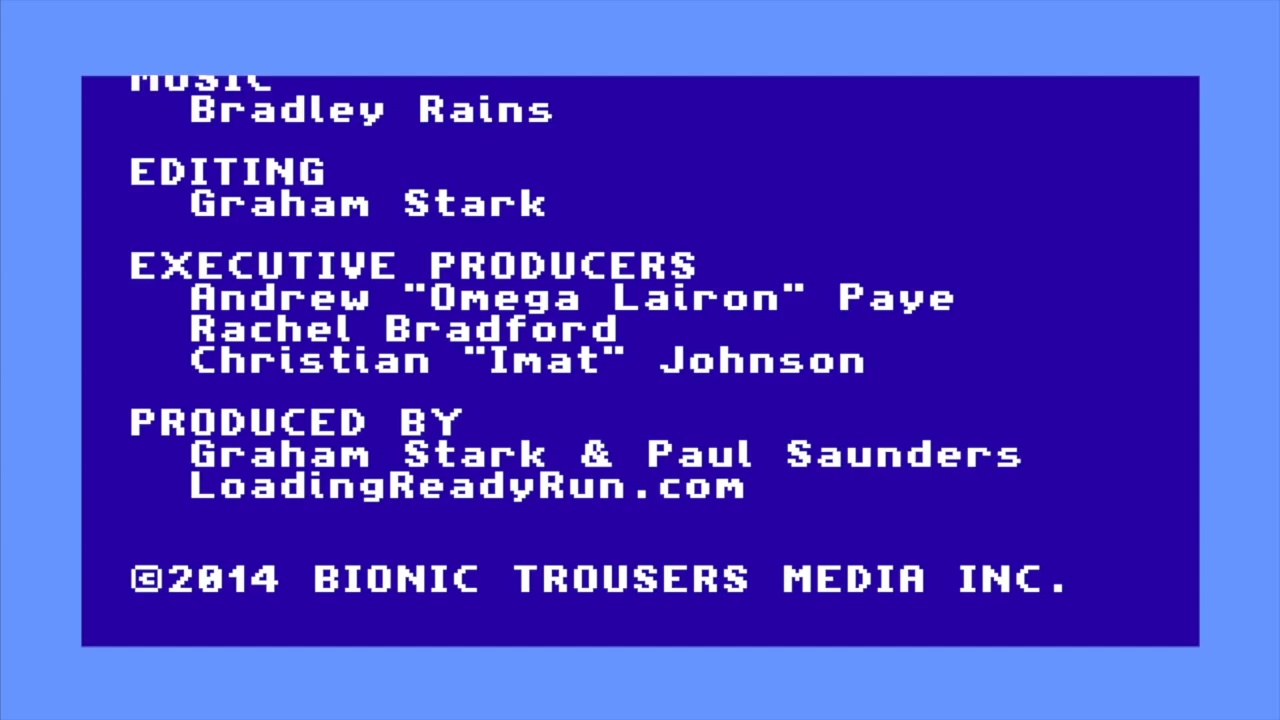 MUSIC
Bradley Rains
EDITING
Graham Stark
EXECUTIVE PRODUCERS
Andrew "Omega Lairon" Paye
Rachel Bradford
Christian "Imat" Johnson
PRODUCED BY
Graham Stark & Paul Saunders
LoadingReadyRun.com
©2014 BIONIC TROUSERS MEDIA INC.